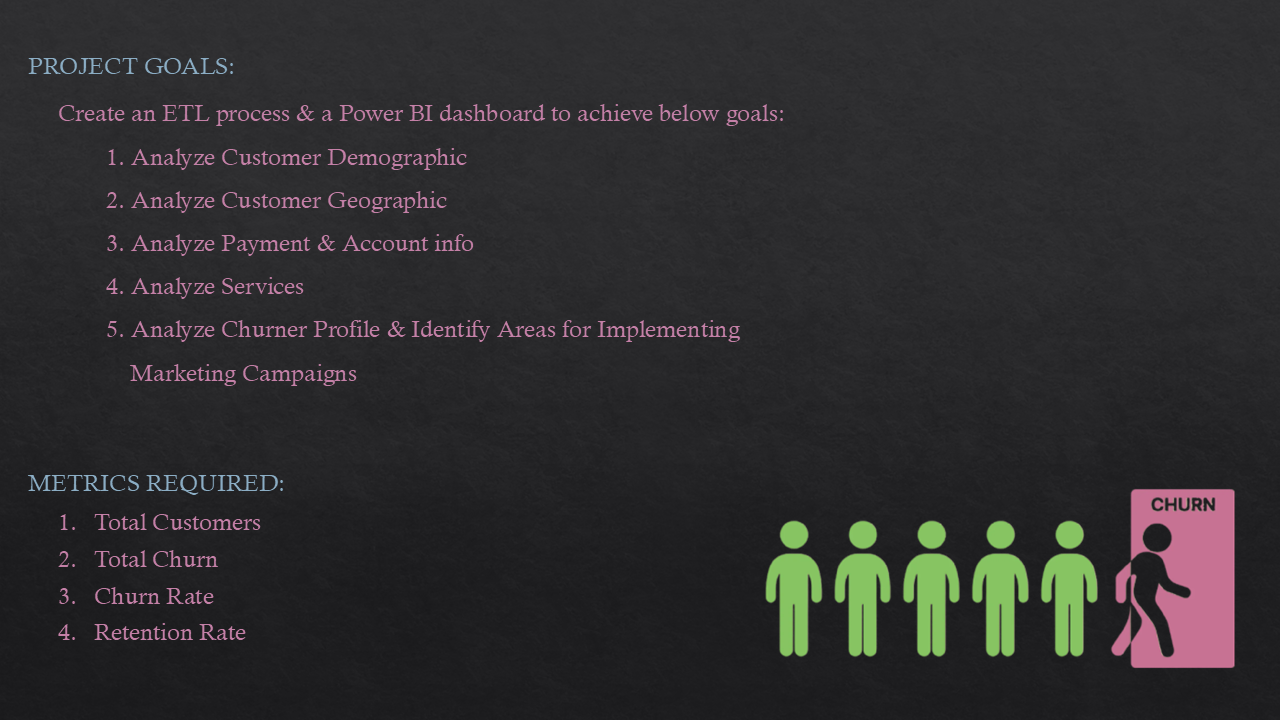 PROJECT GOALS:
Create an ETL process & a Power BI dashboard to achieve below goals:
1. Analyze Customer Demographic
2. Analyze Customer Geographic
3. Analyze Payment & Account info
4. Analyze Services
5. Analyze Churner Profile & Identify Areas for Implementing
Marketing Campaigns
METRICS REQUIRED:
1. Total Customers
2. Total Churn
3. Churn Rate
4. Retention Rate
CHURN